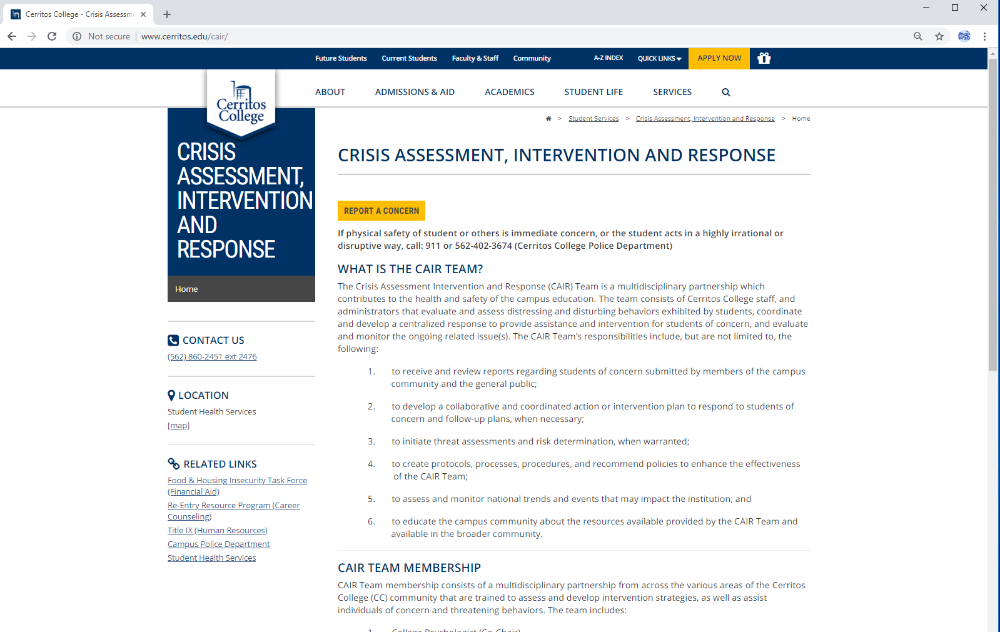 Cerritos College - Crisis Assessm
Not secure
www.cerritos.edu/cair/
Future Students
Current Students
Faculty & Staff
Community
A-Z INDEX
QUICK LINKS
APPLY NOW
Cerritos
College
ABOUT
ADMISSIONS & AID
ACADEMICS
STUDENT LIFE
SERVICES
> Student Services > Crisis Assessment, Intervention and Response > Home
CRISIS
ASSESSMENT,
INTERVENTION
AND
RESPONSE
Home
CONTACT US
(562) 860-2451 ext 2476
LOCATION
Student Health Services
[map]
RELATED LINKS
Food & Housing Insecurity Task Force
(Financial Aid)
Re-Entry Resource Program (Career
Counseling)
Title IX (Human Resources)
Campus Police Department
Student Health Services
CRISIS ASSESSMENT, INTERVENTION AND RESPONSE
REPORT A CONCERN
If physical safety of student or others is immediate concern, or the student acts in a highly irrational or
disruptive way, call: 911 or 562-402-3674 (Cerritos College Police Department)
WHAT IS THE CAIR TEAM?
The Crisis Assessment Intervention and Response (CAIR) Team is a multidisciplinary partnership which
contributes to the health and safety of the campus education. The team consists of Cerritos College staff, and
administrators that evaluate and assess distressing and disturbing behaviors exhibited by students, coordinate
and develop a centralized response to provide assistance and intervention for students of concern, and evaluate
and monitor the ongoing related issue(s). The CAIR Team's responsibilities include, but are not limited to, the
following:
1. to receive and review reports regarding students of concern submitted by members of the campus
community and the general public;
2. to develop a collaborative and coordinated action or intervention plan to respond to students of
concern and follow-up plans, when necessary;
3. to initiate threat assessments and risk determination, when warranted;
4. to create protocols, processes, procedures, and recommend policies to enhance the effectiveness
of the CAIR Team;
5. to assess and monitor national trends and events that may impact the institution; and
6. to educate the campus community about the resources available provided by the CAIR Team and
available in the broader community.
CAIR TEAM MEMBERSHIP
CAIR Team membership consists of a multidisciplinary partnership from across the various areas of the Cerritos
College (CC) community that are trained to assess and develop intervention strategies, as well as assist
individuals of concern and threatening behaviors. The team includes:
1. College Psychologist (Co-Chair)